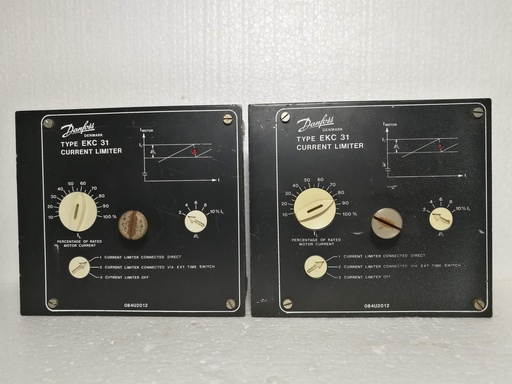 Danfoss
DENMARK
TYPE EKC 31
CURRENT LIMITER
I MOTOR
t
10 20 30 40 50 60 70 80 90 100 %
I L
PERCENTAGE OF RATED
MOTOR CURRENT
2 4 6 8 10% I L
1 CURRENT LIMITER CONNECTED DIRECT
2 CURRENT LIMITER CONNECTED VIA EXT. TIME SWITCH
3 CURRENT LIMITER OFF
084U2012
Danfoss
DENMARK
TYPE EKC 31
CURRENT LIMITER
I MOTOR
t
10 20 30 40 50 60 70 80 90 100 %
I L
PERCENTAGE OF RATED
MOTOR CURRENT
2 4 6 8 10% I L
1 CURRENT LIMITER CONNECTED DIRECT
2 CURRENT LIMITER CONNECTED VIA EXT. TIME SWITCH
3 CURRENT LIMITER OFF
084U2012